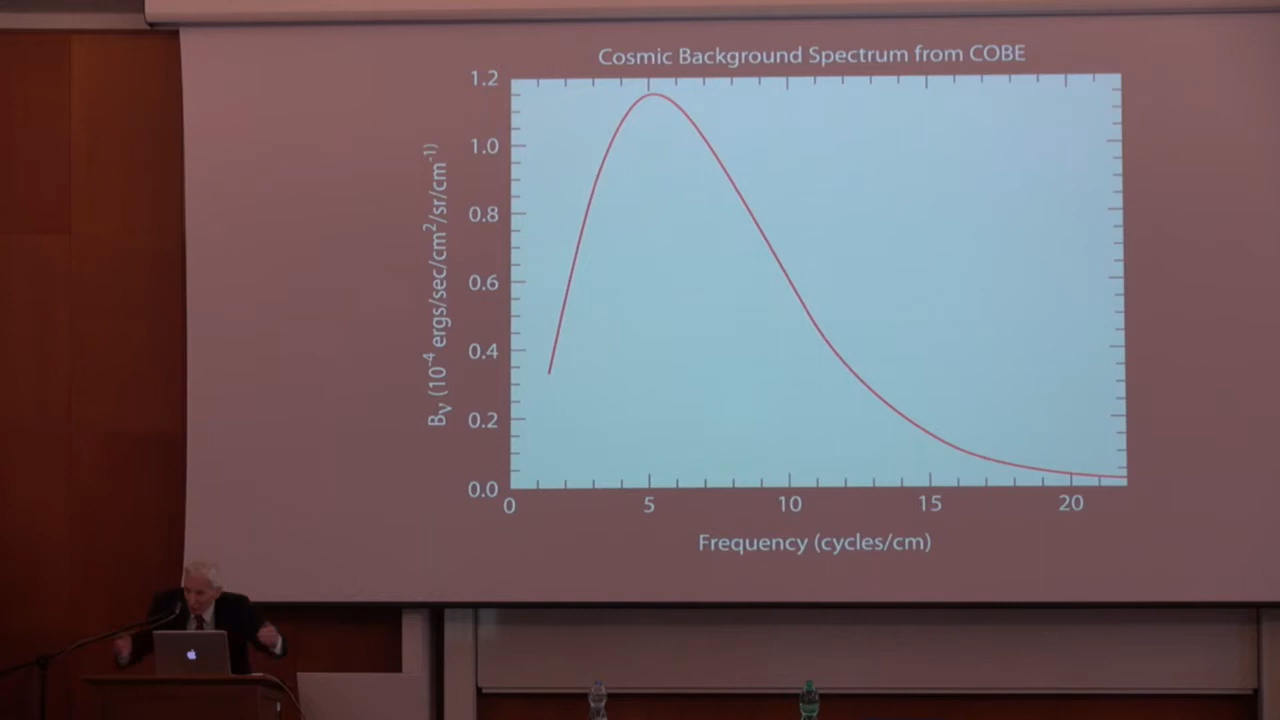 Cosmic Background Spectrum from COBE
1.2
1.0
0.8
0.6
0.4
0.2
0.0
Bν (10⁻⁴ ergs/sec/cm²/sr/cm⁻¹)
0 5 10 15 20
Frequency (cycles/cm)